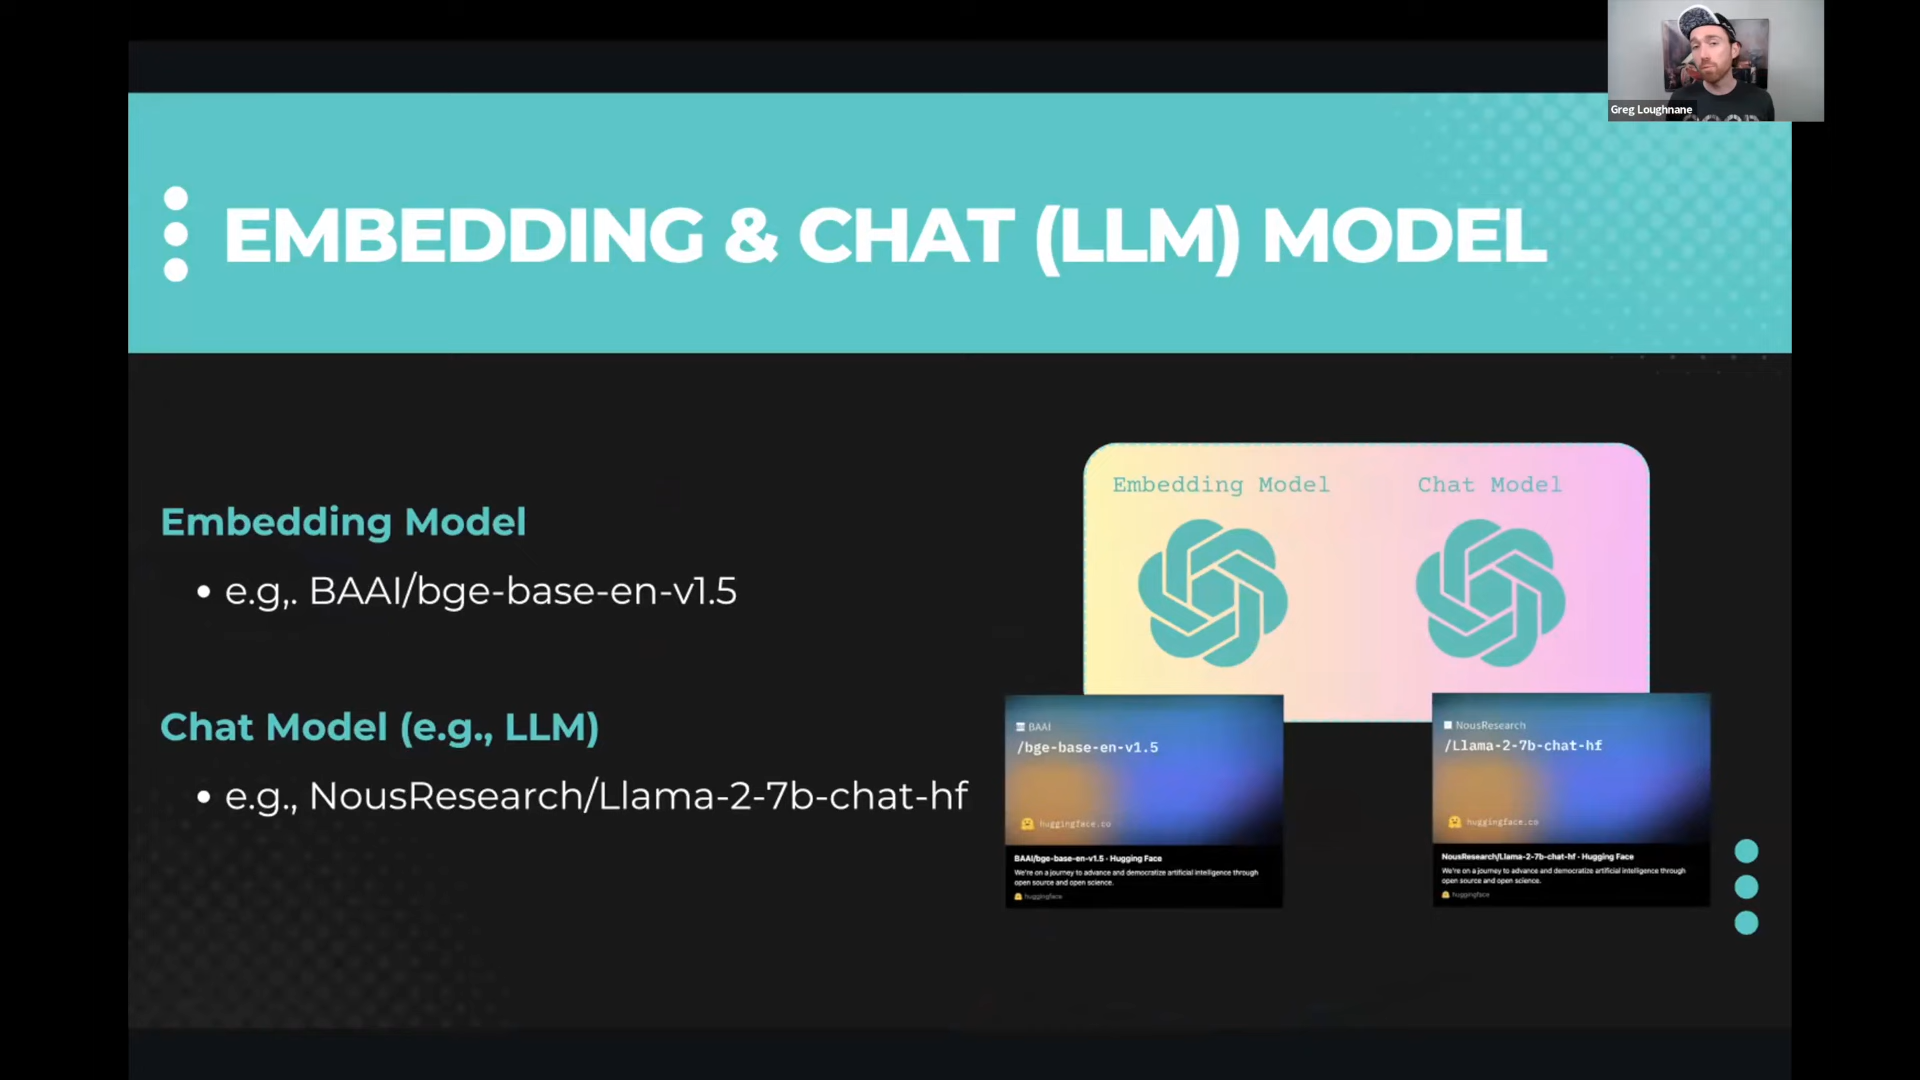 Greg Loughnane
EMBEDDING & CHAT (LLM) MODEL
Embedding Model
• e.g,. BAAI/bge-base-en-v1.5
Chat Model (e.g., LLM)
• e.g., NousResearch/Llama-2-7b-chat-hf
Embedding Model
Chat Model
BAAI
/bge-base-en-v1.5
huggingface.co
BAAI/bge-base-en-v1.5 - Hugging Face
We're on a journey to advance and democratize artificial intelligence through
open source and open science.
huggingface
NousResearch
/Llama-2-7b-chat-hf
huggingface.co
NousResearch/Llama-2-7b-chat-hf - Hugging Face
We're on a journey to advance and democratize artificial intelligence through
open source and open science.
huggingface